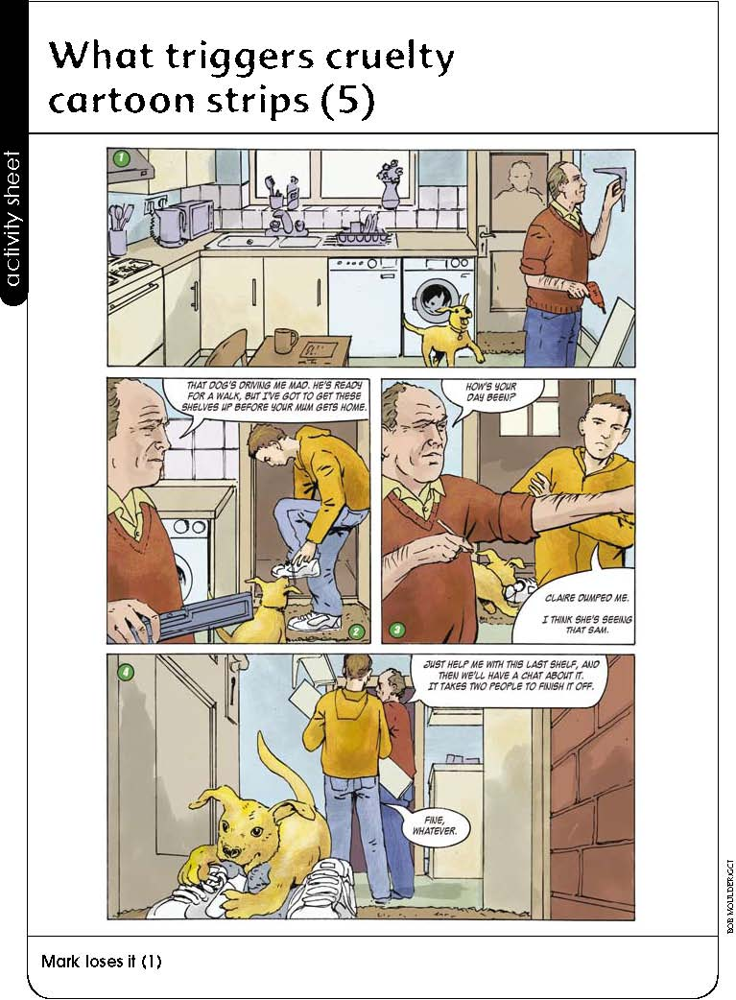 What triggers cruelty
cartoon strips (5)
activity sheet
1
THAT DOG'S DRIVING ME MAD. HE'S READY
FOR A WALK, BUT I'VE GOT TO GET THESE
SHELVES UP BEFORE YOUR MUM GETS HOME.
2
HOW'S YOUR
DAY BEEN?
CLAIRE DUMPED ME.
I THINK SHE'S SEEING
THAT SAM.
3
4
JUST HELP ME WITH THIS LAST SHELF, AND
THEN WE'LL HAVE A CHAT ABOUT IT.
IT TAKES TWO PEOPLE TO FINISH IT OFF.
FINE,
WHATEVER.
BOB MOULDER/GCT
Mark loses it (1)